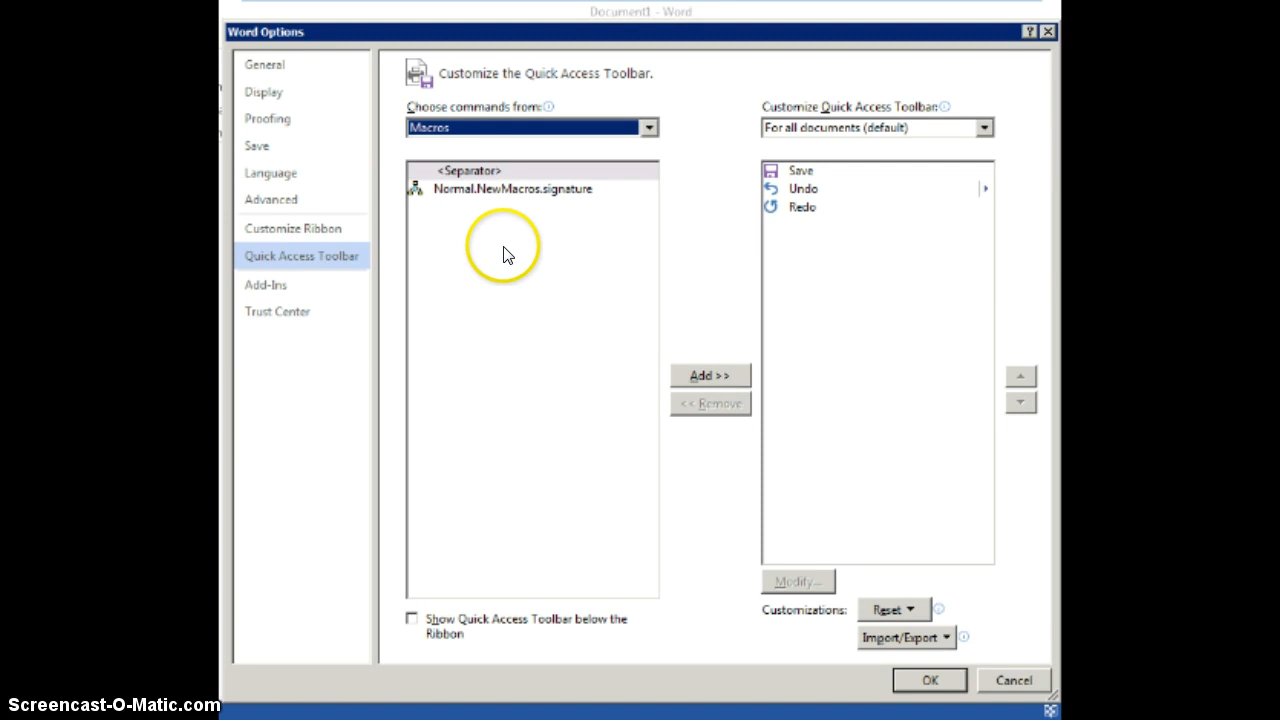 Document1 - Word
Word Options
General
Display
Proofing
Save
Language
Advanced
Customize Ribbon
Quick Access Toolbar
Add-Ins
Trust Center
Customize the Quick Access Toolbar.
Choose commands from:
Macros
<Separator>
Normal.NewMacros.signature
Add >>
<< Remove
Customize Quick Access Toolbar:
For all documents (default)
Save
Undo
Redo
Modify...
Customizations:
Reset
Import/Export
Show Quick Access Toolbar below the
Ribbon
OK
Cancel
Screencast-O-Matic.com